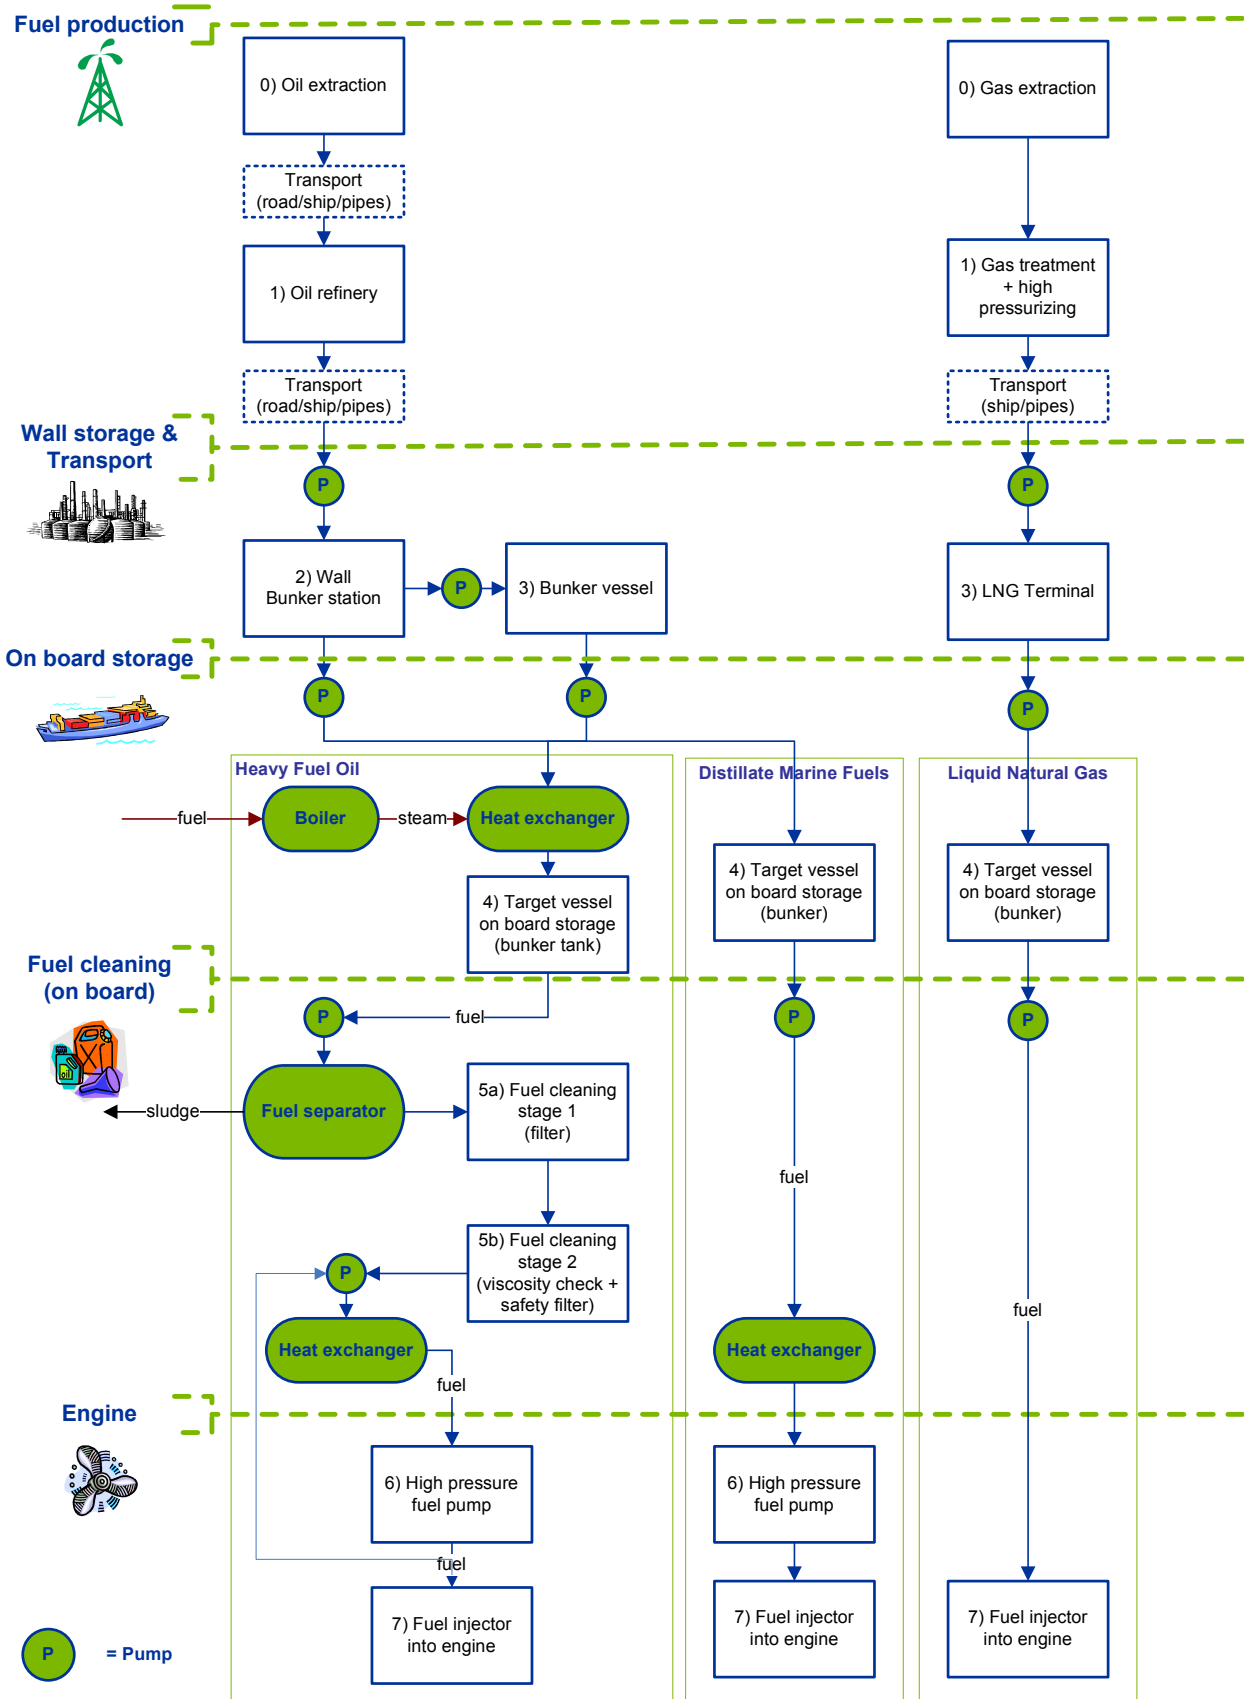 Fuel production
0) Oil extraction
0) Gas extraction
Transport
(road/ship/pipes)
1) Oil refinery
1) Gas treatment
+ high
pressurizing
Transport
(road/ship/pipes)
Transport
(ship/pipes)
Wall storage &
Transport
P
P
2) Wall
Bunker station
P
3) Bunker vessel
3) LNG Terminal
On board storage
P
P
P
Heavy Fuel Oil
Distillate Marine Fuels
Liquid Natural Gas
fuel
Boiler
steam
Heat exchanger
4) Target vessel
on board storage
(bunker tank)
4) Target vessel
on board storage
(bunker)
4) Target vessel
on board storage
(bunker)
Fuel cleaning
(on board)
P
fuel
P
P
oil
sludge
Fuel separator
5a) Fuel cleaning
stage 1
(filter)
fuel
5b) Fuel cleaning
stage 2
(viscosity check +
safety filter)
P
fuel
Heat exchanger
Heat exchanger
fuel
Engine
6) High pressure
fuel pump
6) High pressure
fuel pump
fuel
7) Fuel injector
into engine
7) Fuel injector
into engine
7) Fuel injector
into engine
P
= Pump